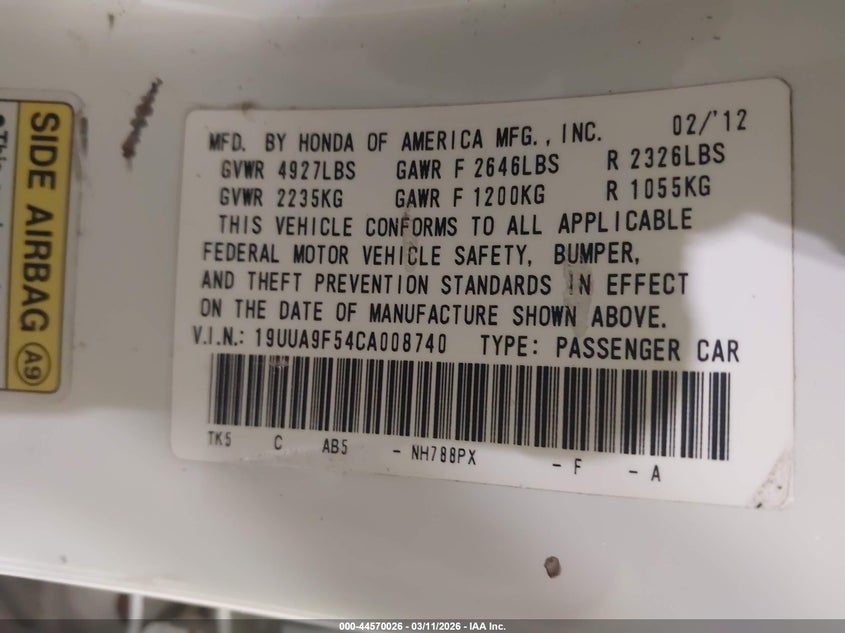 SIDE AIRBAG A9
MFD. BY HONDA OF AMERICA MFG., INC. 02/'12
GVWR 4927LBS GAWR F 2646LBS R 2326LBS
GVWR 2235KG GAWR F 1200KG R 1055KG
THIS VEHICLE CONFORMS TO ALL APPLICABLE
FEDERAL MOTOR VEHICLE SAFETY, BUMPER,
AND THEFT PREVENTION STANDARDS IN EFFECT
ON THE DATE OF MANUFACTURE SHOWN ABOVE.
V.I.N.: 19UUA9F54CA008740 TYPE: PASSENGER CAR
TK5 C AB5 - NH788PX - F - A
000-44570026 - 03/11/2026 - IAA Inc.